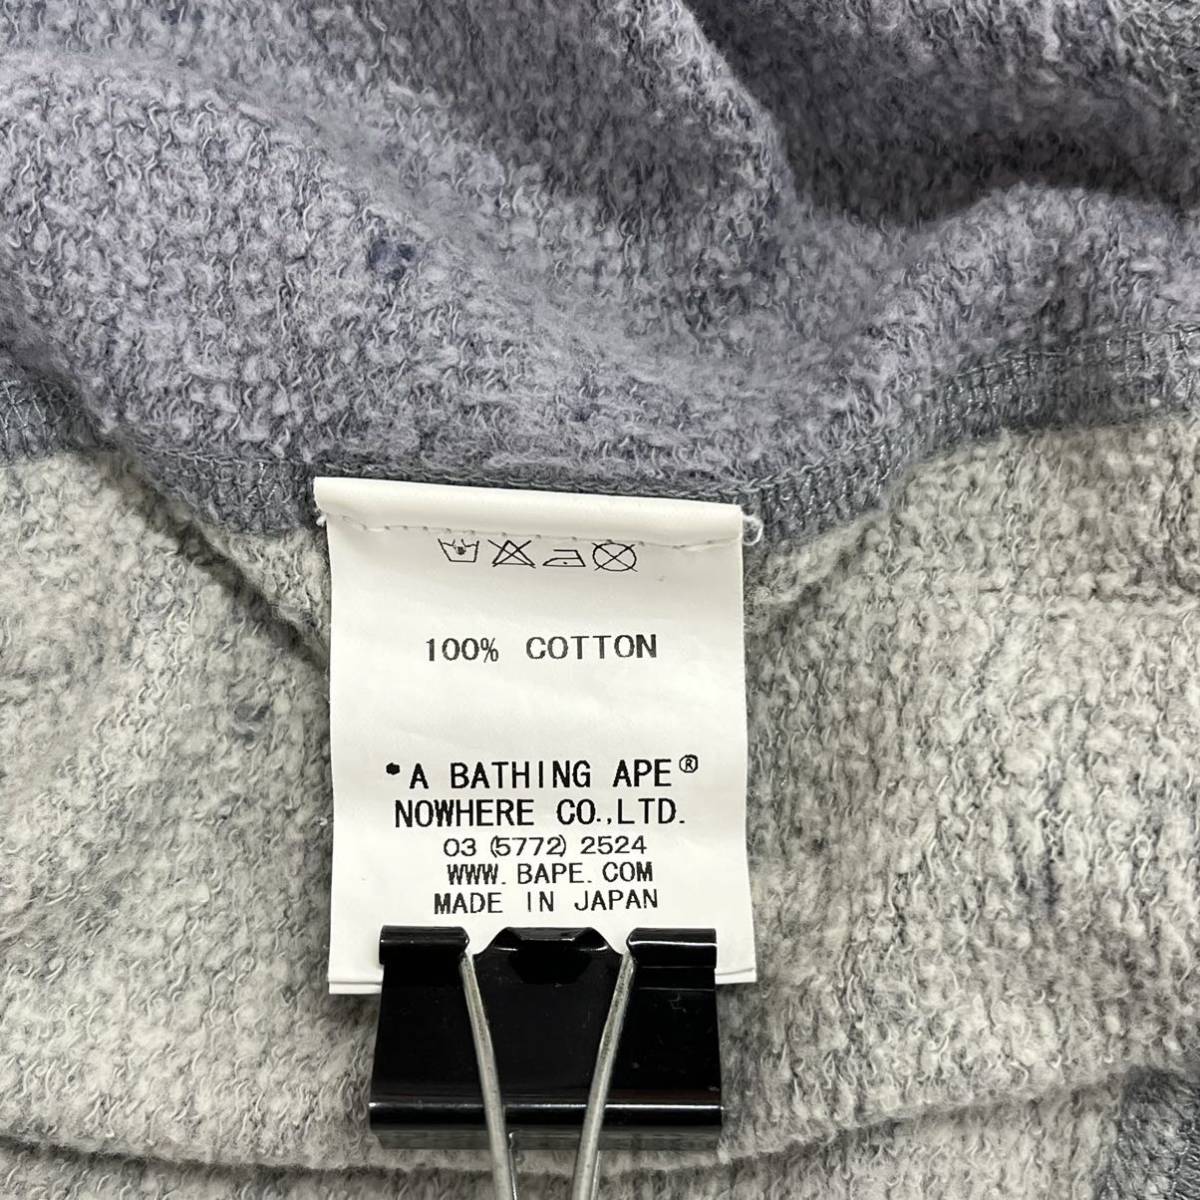 100% COTTON
*A BATHING APE®
NOWHERE CO.,LTD.
03 (5772) 2524
WWW.BAPE.COM
MADE IN JAPAN